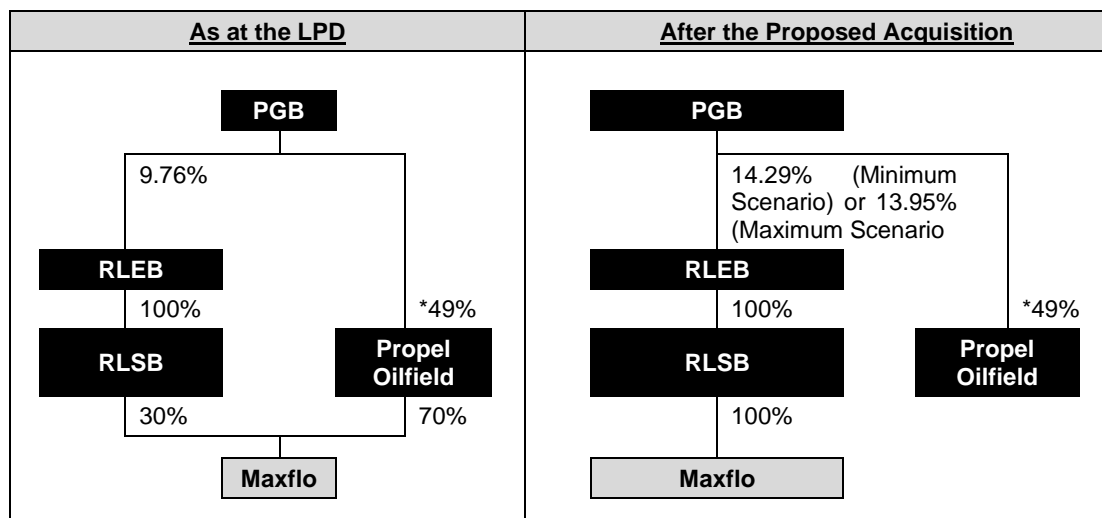 As at the LPD
After the Proposed Acquisition
PGB
9.76%
RLEB
100%
*49%
RLSB
Propel
Oilfield
30%
70%
Maxflo
PGB
14.29% (Minimum
Scenario) or 13.95%
(Maximum Scenario
RLEB
100%
*49%
RLSB
Propel
Oilfield
100%
Maxflo